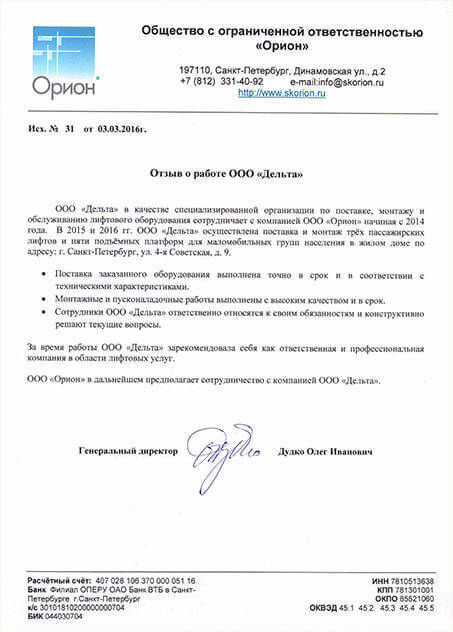 Орион
Общество с ограниченной ответственностью
«Орион»
197110, Санкт-Петербург, Динамовская ул., д.2
+7 (812) 331-40-92 e-mail:info@skorion.ru
http://www.skorion.ru
Исх. № 31 от 03.03.2016г.
Отзыв о работе ООО «Дельта»
ООО «Дельта» в качестве специализированной организации по поставке, монтажу и
обслуживанию лифтового оборудования сотрудничает с компанией ООО «Орион» начиная с 2014
года. В 2015 и 2016 гг. ООО «Дельта» осуществлена поставка и монтаж трёх пассажирских
лифтов и пяти подъёмных платформ для маломобильных групп населения в жилом доме по
адресу: г. Санкт-Петербург, ул. 4-я Советская, д. 9.
• Поставка заказанного оборудования выполнена точно в срок и в соответствии с
техническими характеристиками.
• Монтажные и пусконаладочные работы выполнены с высоким качеством и в срок.
• Сотрудники ООО «Дельта» ответственно относятся к своим обязанностям и конструктивно
решают текущие вопросы.
За время работы ООО «Дельта» зарекомендовала себя как ответственная и профессиональная
компания в области лифтовых услуг.
ООО «Орион» в дальнейшем предполагает сотрудничество с компанией ООО «Дельта».
Генеральный директор Дудко Олег Иванович
Расчётный счёт: 407 028 106 370 000 051 16 ИНН 7810513638
Банк Филиал ОПЕРУ ОАО Банк ВТБ в Санкт- КПП 781301001
Петербурге г.Санкт-Петербург ОКПО 85521060
к/с 30101810200000000704 ОКВЭД 45.1 45.2 45.3 45.4 45.5
БИК 044030704